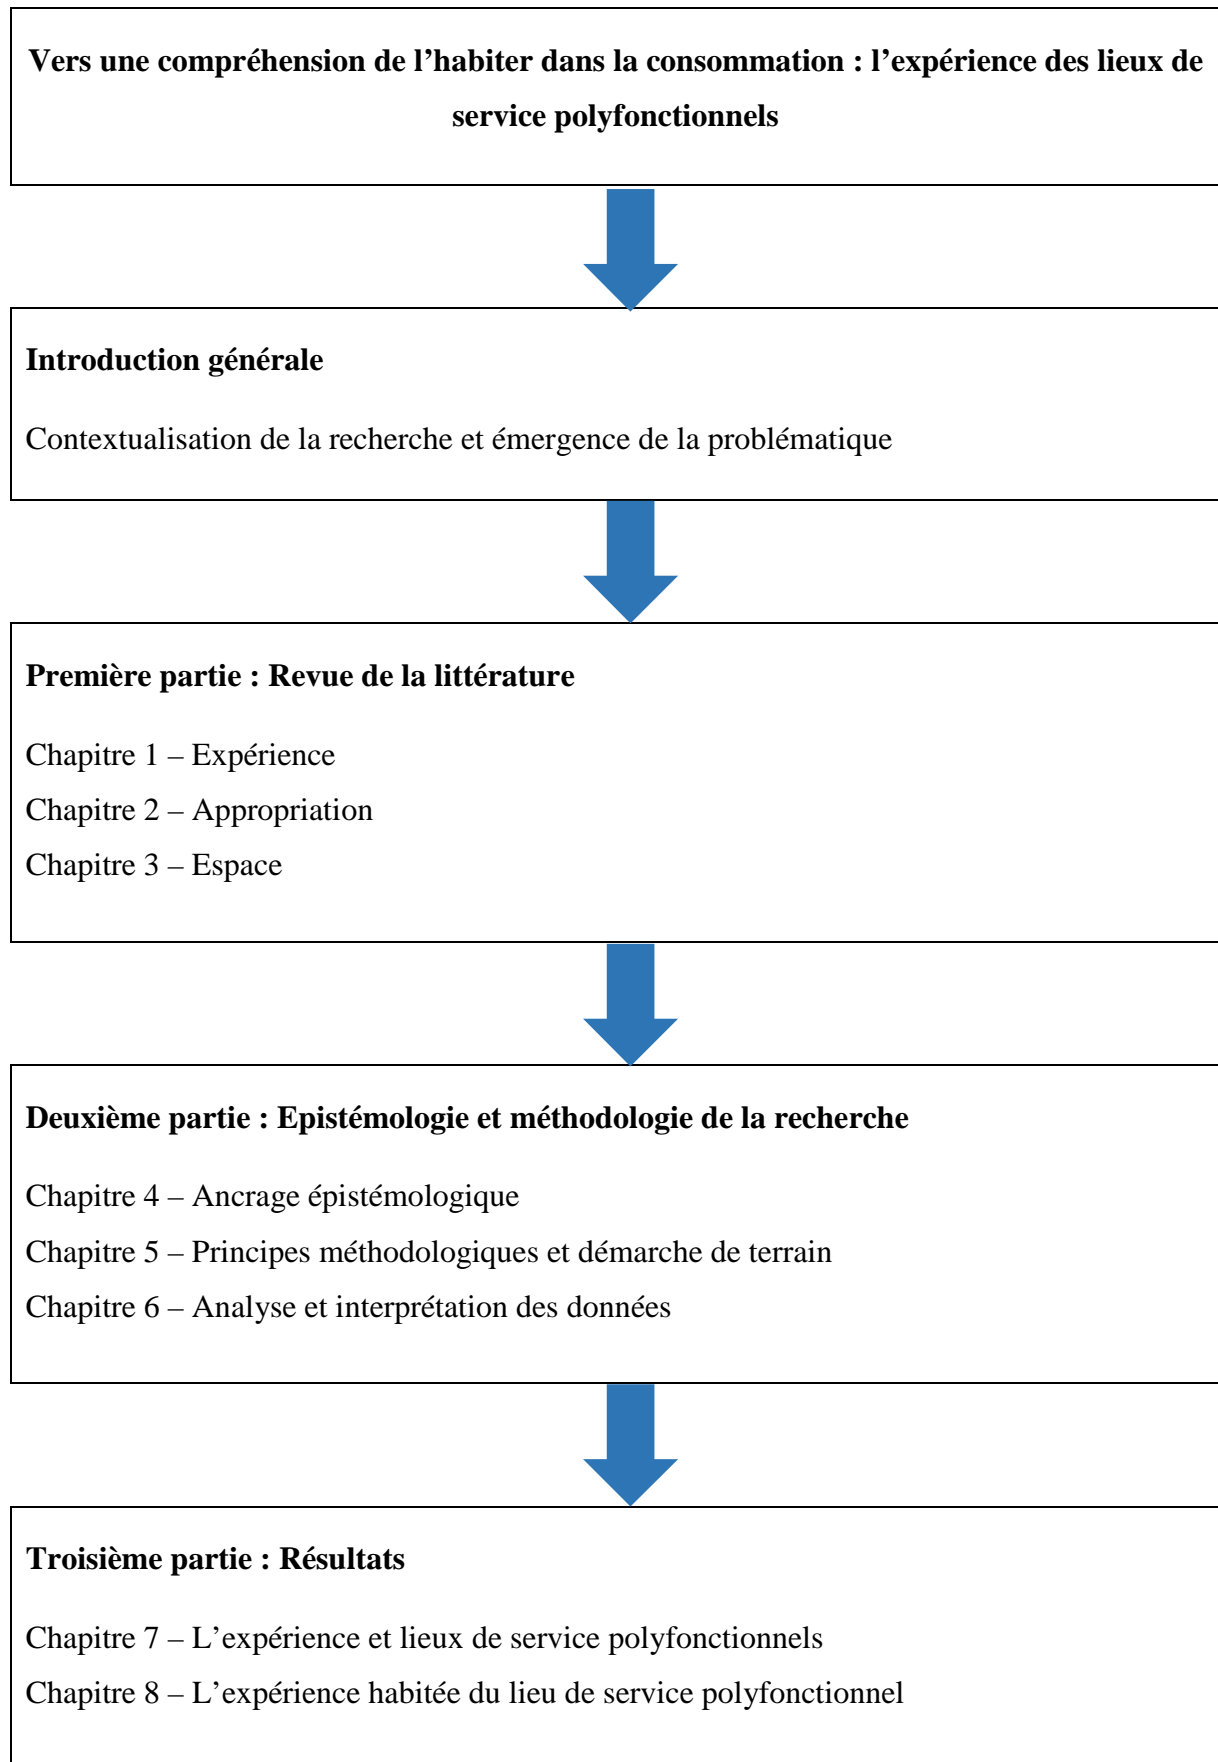 Vers une compréhension de l’habiter dans la consommation : l’expérience des lieux de
service polyfonctionnels
Introduction générale
Contextualisation de la recherche et émergence de la problématique
Première partie : Revue de la littérature
Chapitre 1 – Expérience
Chapitre 2 – Appropriation
Chapitre 3 – Espace
Deuxième partie : Epistémologie et méthodologie de la recherche
Chapitre 4 – Ancrage épistémologique
Chapitre 5 – Principes méthodologiques et démarche de terrain
Chapitre 6 – Analyse et interprétation des données
Troisième partie : Résultats
Chapitre 7 – L’expérience et lieux de service polyfonctionnels
Chapitre 8 – L’expérience habitée du lieu de service polyfonctionnel